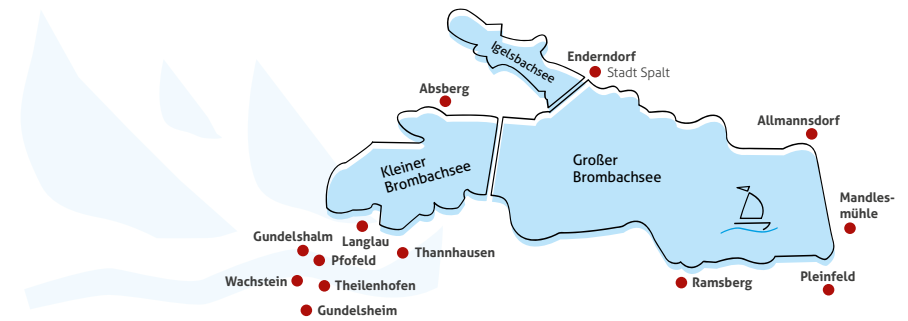 Igelsbachsee
Enderndorf
Stadt Spalt
Absberg
Allmannsdorf
Kleiner
Brombachsee
Großer
Brombachsee
Mandles-
mühle
Gundelshalm
Langlau
Pfofeld
Thannhausen
Wachstein
Theilenhofen
Ramsberg
Pleinfeld
Gundelsheim